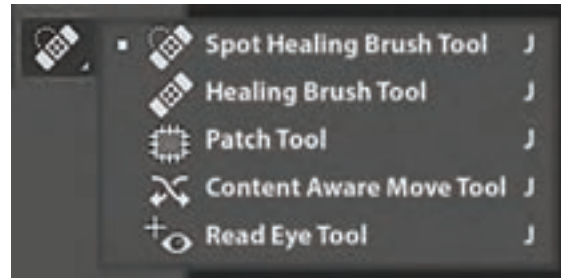 Spot Healing Brush Tool J
Healing Brush Tool J
Patch Tool J
Content Aware Move Tool J
Read Eye Tool J